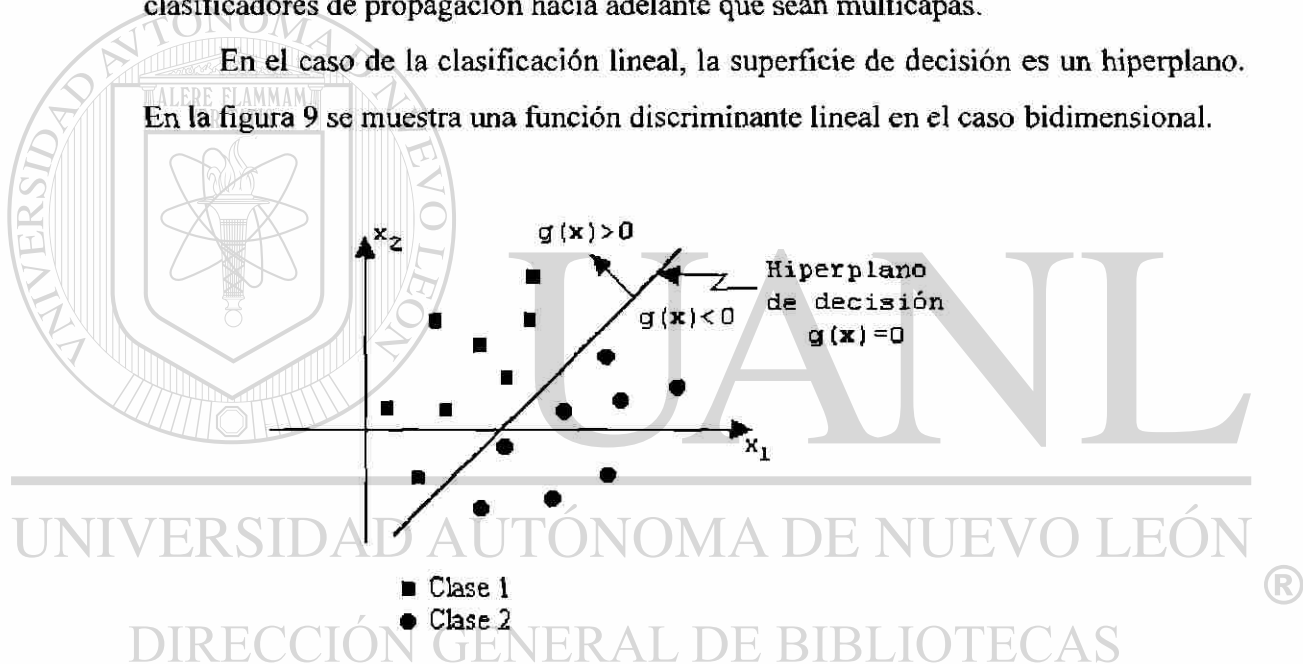 clasificadores de propagación hacia adelante que sean multicapas.
En el caso de la clasificación lineal, la superficie de decisión es un hiperplano.
En la figura 9 se muestra una función discriminante lineal en el caso bidimensional.
x2
g(x)>0
Hiperplano
de decisión
g(x)=0
g(x)<0
x1
■ Clase 1
● Clase 2
UANL
UNIVERSIDAD AUTÓNOMA DE NUEVO LEÓN
®
DIRECCIÓN GENERAL DE BIBLIOTECAS
ALERE FLAMMAM